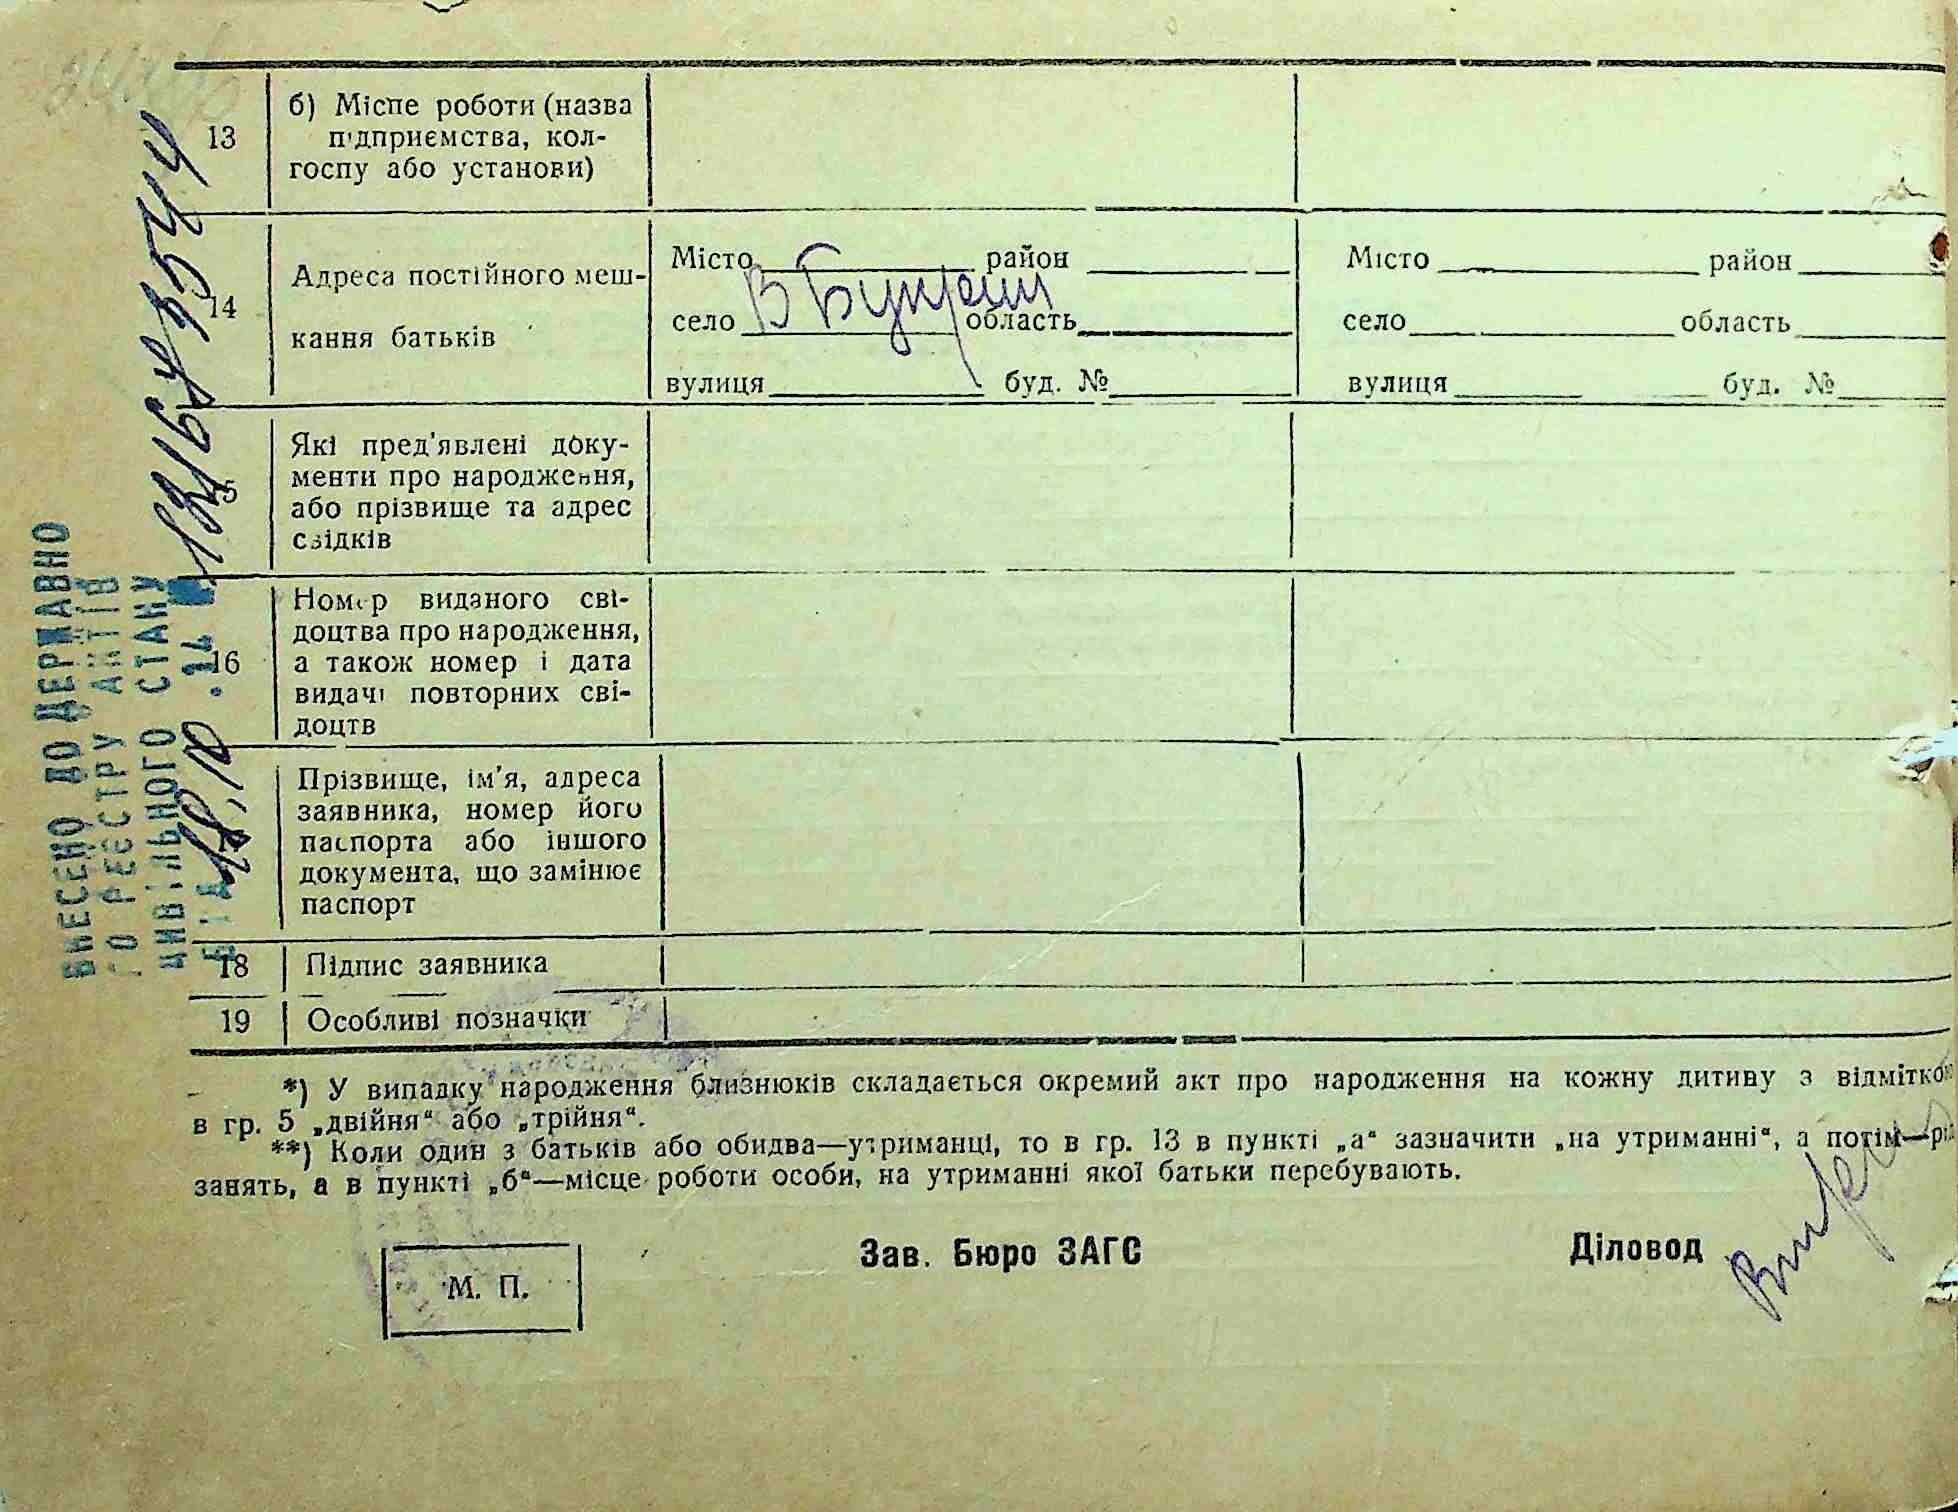 13
б) Місце роботи (назва
підприємства, кол-
госпу або установи)
14
Адреса постійного меш-
кання батьків
Місто район
село В Букрин область
вулиця буд. №
Місто район
село область
вулиця буд. №
15
Які пред'явлені доку-
менти про народження,
або прізвище та адрес
свідків
16
Номер виданого сві-
доцтва про народження,
а також номер і дата
видачі повторних сві-
доцтв
Прізвище, ім'я, адреса
заявника, номер його
паспорта або іншого
документа, що замінює
паспорт
18
Підпис заявника
19
Особливі позначки
ВНЕСЕНО ДО ДЕРЖАВНО
ГО РЕЄСТРУ АКТІВ
ЦИВІЛЬНОГО СТАНУ
*) У випадку народження близнюків складається окремий акт про народження на кожну дитину з відміткою
в гр. 5 „двійня“ або „трійня“.
**) Коли один з батьків або обидва—утриманці, то в гр. 13 в пункті „а“ зазначити „на утриманні“, а потім—рід
занять, а в пункті „б“—місце роботи особи, на утриманні якої батьки перебувають.
М. П.
Зав. Бюро ЗАГС
Діловод